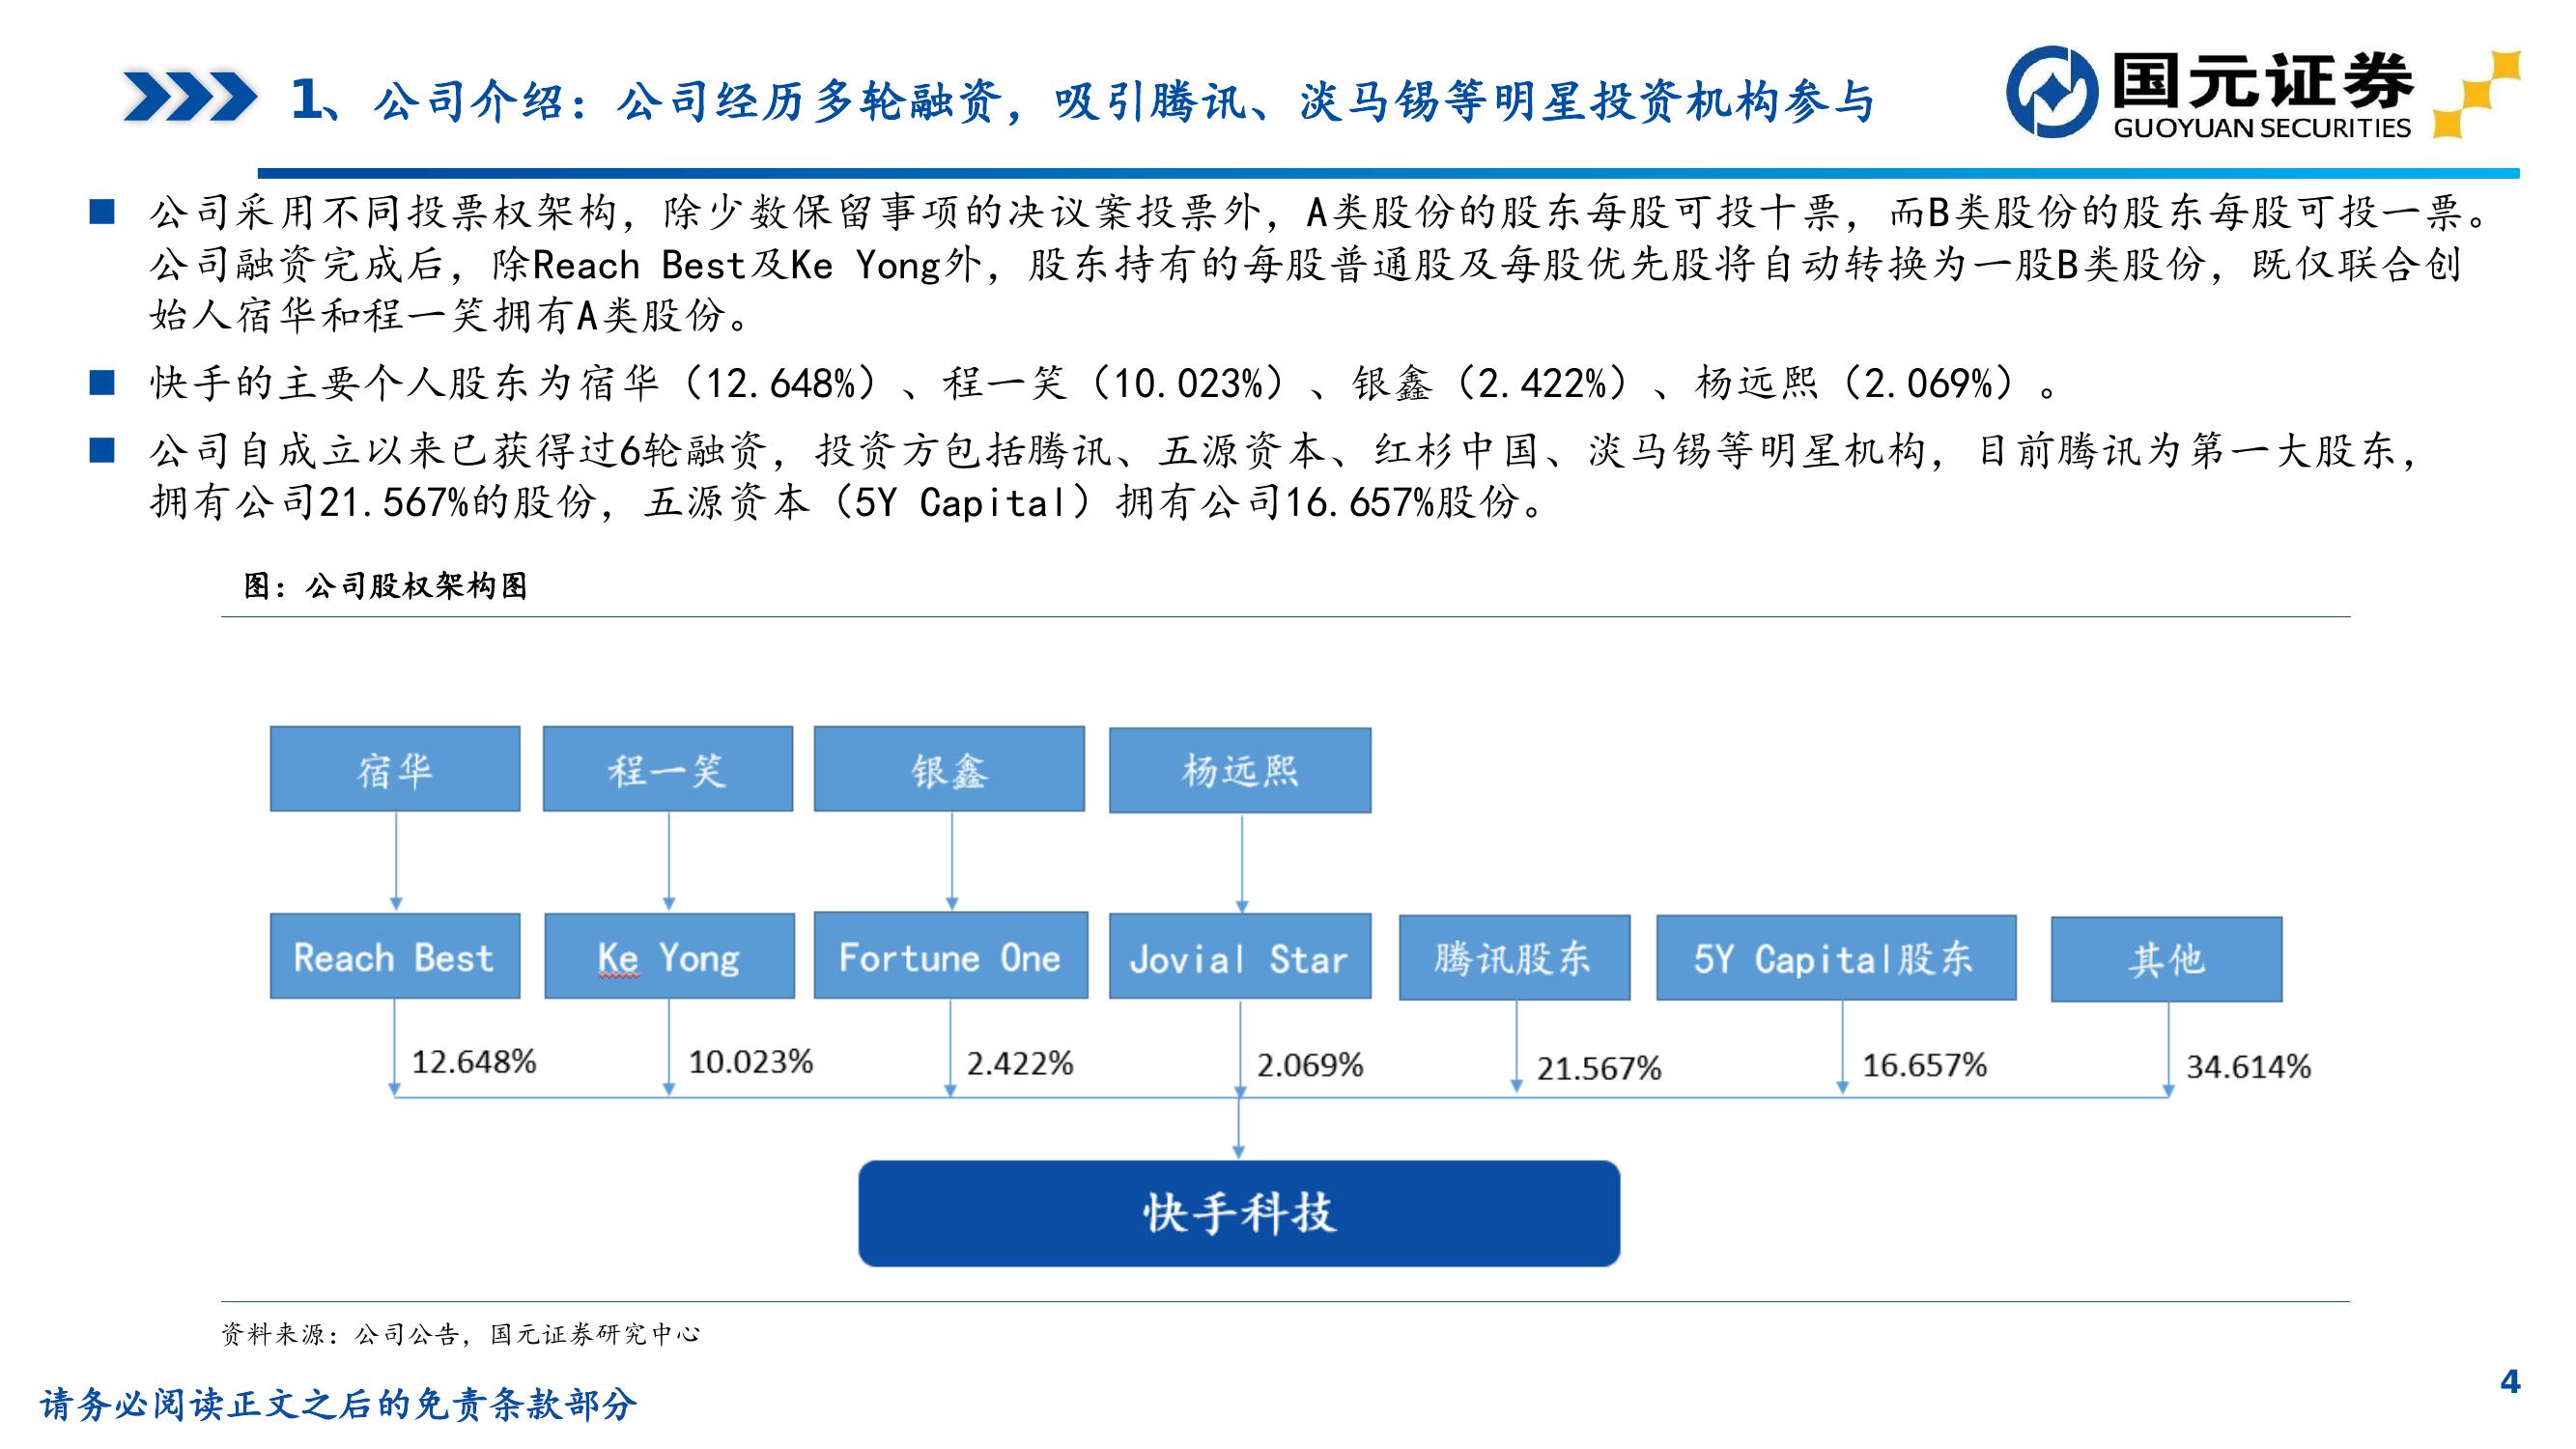 1、公司介绍：公司经历多轮融资，吸引腾讯、淡马锡等明星投资机构参与
国元证券
GUOYUAN SECURITIES
公司采用不同投票权架构，除少数保留事项的决议案投票外，A类股份的股东每股可投十票，而B类股份的股东每股可投一票。
公司融资完成后，除Reach Best及Ke Yong外，股东持有的每股普通股及每股优先股将自动转换为一股B类股份，既仅联合创
始人宿华和程一笑拥有A类股份。
快手的主要个人股东为宿华（12.648%）、程一笑（10.023%）、银鑫（2.422%）、杨远熙（2.069%）。
公司自成立以来已获得过6轮融资，投资方包括腾讯、五源资本、红杉中国、淡马锡等明星机构，目前腾讯为第一大股东，
拥有公司21.567%的股份，五源资本（5Y Capital）拥有公司16.657%股份。
图：公司股权架构图
宿华 程一笑 银鑫 杨远熙
Reach Best Ke Yong Fortune One Jovial Star 腾讯股东 5Y Capital股东 其他
12.648% 10.023% 2.422% 2.069% 21.567% 16.657% 34.614%
快手科技
资料来源：公司公告，国元证券研究中心
请务必阅读正文之后的免责条款部分
4